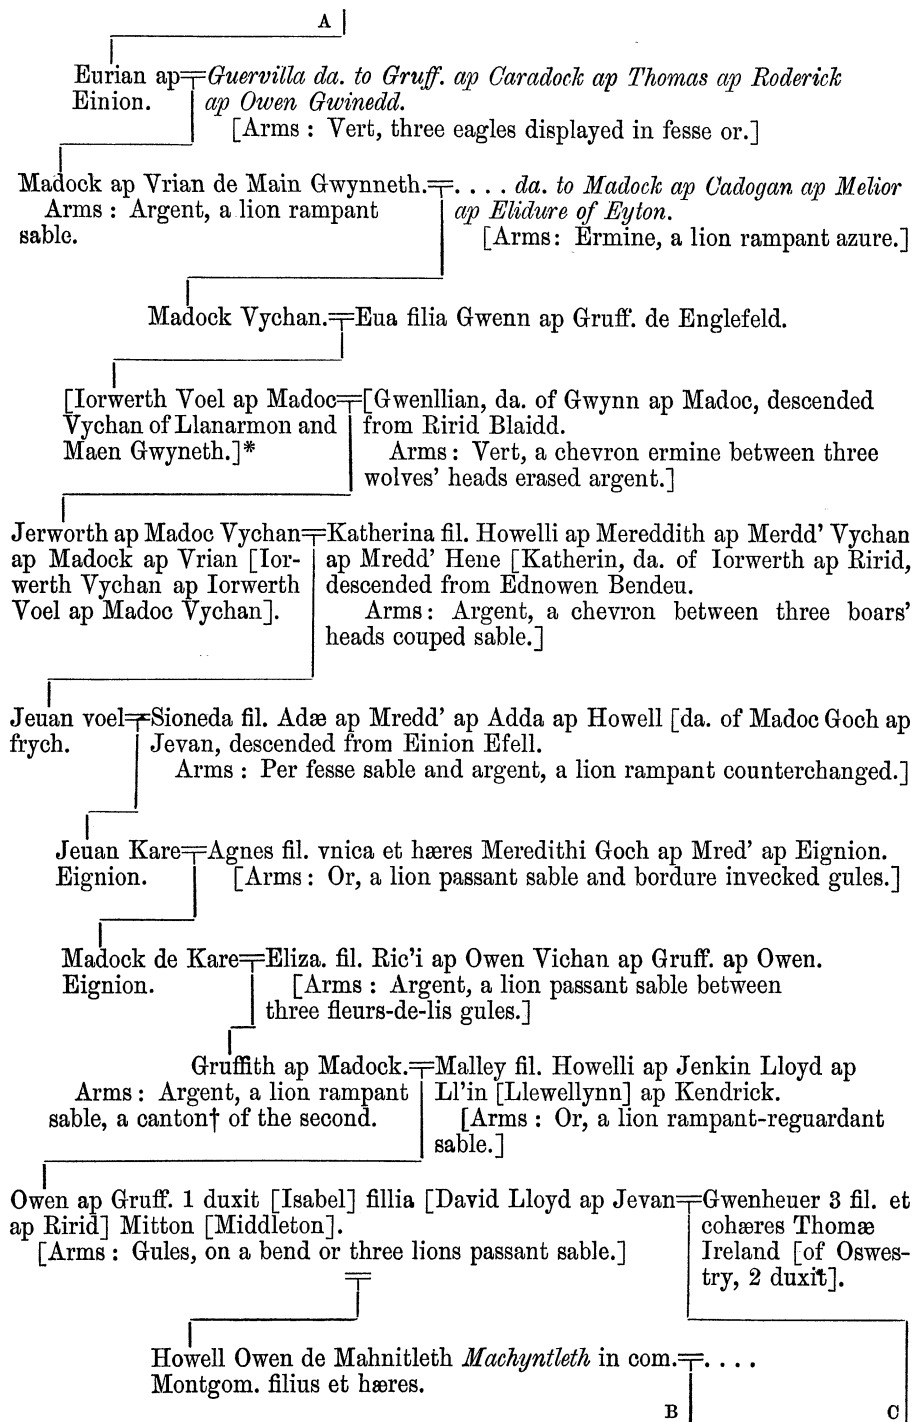 A
Eurian ap Guervilla da. to Gruff. ap Caradock ap Thomas ap Roderick
Einion. ap Owen Gwinedd.
[Arms : Vert, three eagles displayed in fesse or.]
Madock ap Vrian de Main Gwynneth. . . . . da. to Madock ap Cadogan ap Melior
Arms : Argent, a lion rampant ap Elidure of Eyton.
sable. [Arms : Ermine, a lion rampant azure.]
Madock Vychan. Eua filia Gwenn ap Gruff. de Englefeld.
[Iorwerth Voel ap Madoc [Gwenllian, da. of Gwynn ap Madoc, descended
Vychan of Llanarmon and from Ririd Blaidd.
Maen Gwyneth.]* Arms : Vert, a chevron ermine between three
wolves' heads erased argent.]
Jerworth ap Madoc Vychan Katherina fil. Howelli ap Mereddith ap Merdd' Vychan
ap Madock ap Vrian [Ior- ap Mredd' Hene [Katherin, da. of Iorwerth ap Ririd,
werth Vychan ap Iorwerth descended from Ednowen Bendeu.
Voel ap Madoc Vychan]. Arms : Argent, a chevron between three boars'
heads couped sable.]
Jeuan voel Sioneda fil. Adæ ap Mredd' ap Adda ap Howell [da. of Madoc Goch ap
frych. Jevan, descended from Einion Efell.
Arms : Per fesse sable and argent, a lion rampant counterchanged.]
Jeuan Kare Agnes fil. vnica et hæres Meredithi Goch ap Mred' ap Eignion.
Eignion. [Arms : Or, a lion passant sable and bordure invecked gules.]
Madock de Kare Eliza. fil. Ric'i ap Owen Vichan ap Gruff. ap Owen.
Eignion. [Arms : Argent, a lion passant sable between
three fleurs-de-lis gules.]
Gruffith ap Madock. Malley fil. Howelli ap Jenkin Lloyd ap
Arms : Argent, a lion rampant Ll'in [Llewellynn] ap Kendrick.
sable, a canton† of the second. [Arms : Or, a lion rampant-reguardant
sable.]
Owen ap Gruff. 1 duxit [Isabel] fillia [David Lloyd ap Jevan Gwenheuer 3 fil. et
ap Ririd] Mitton [Middleton]. cohæres Thomæ
[Arms : Gules, on a bend or three lions passant sable.] Ireland [of Oswes-
try, 2 duxit].
Howell Owen de Mahnitleth Machyntleth in com. . . . .
Montgom. filius et hæres.
B C